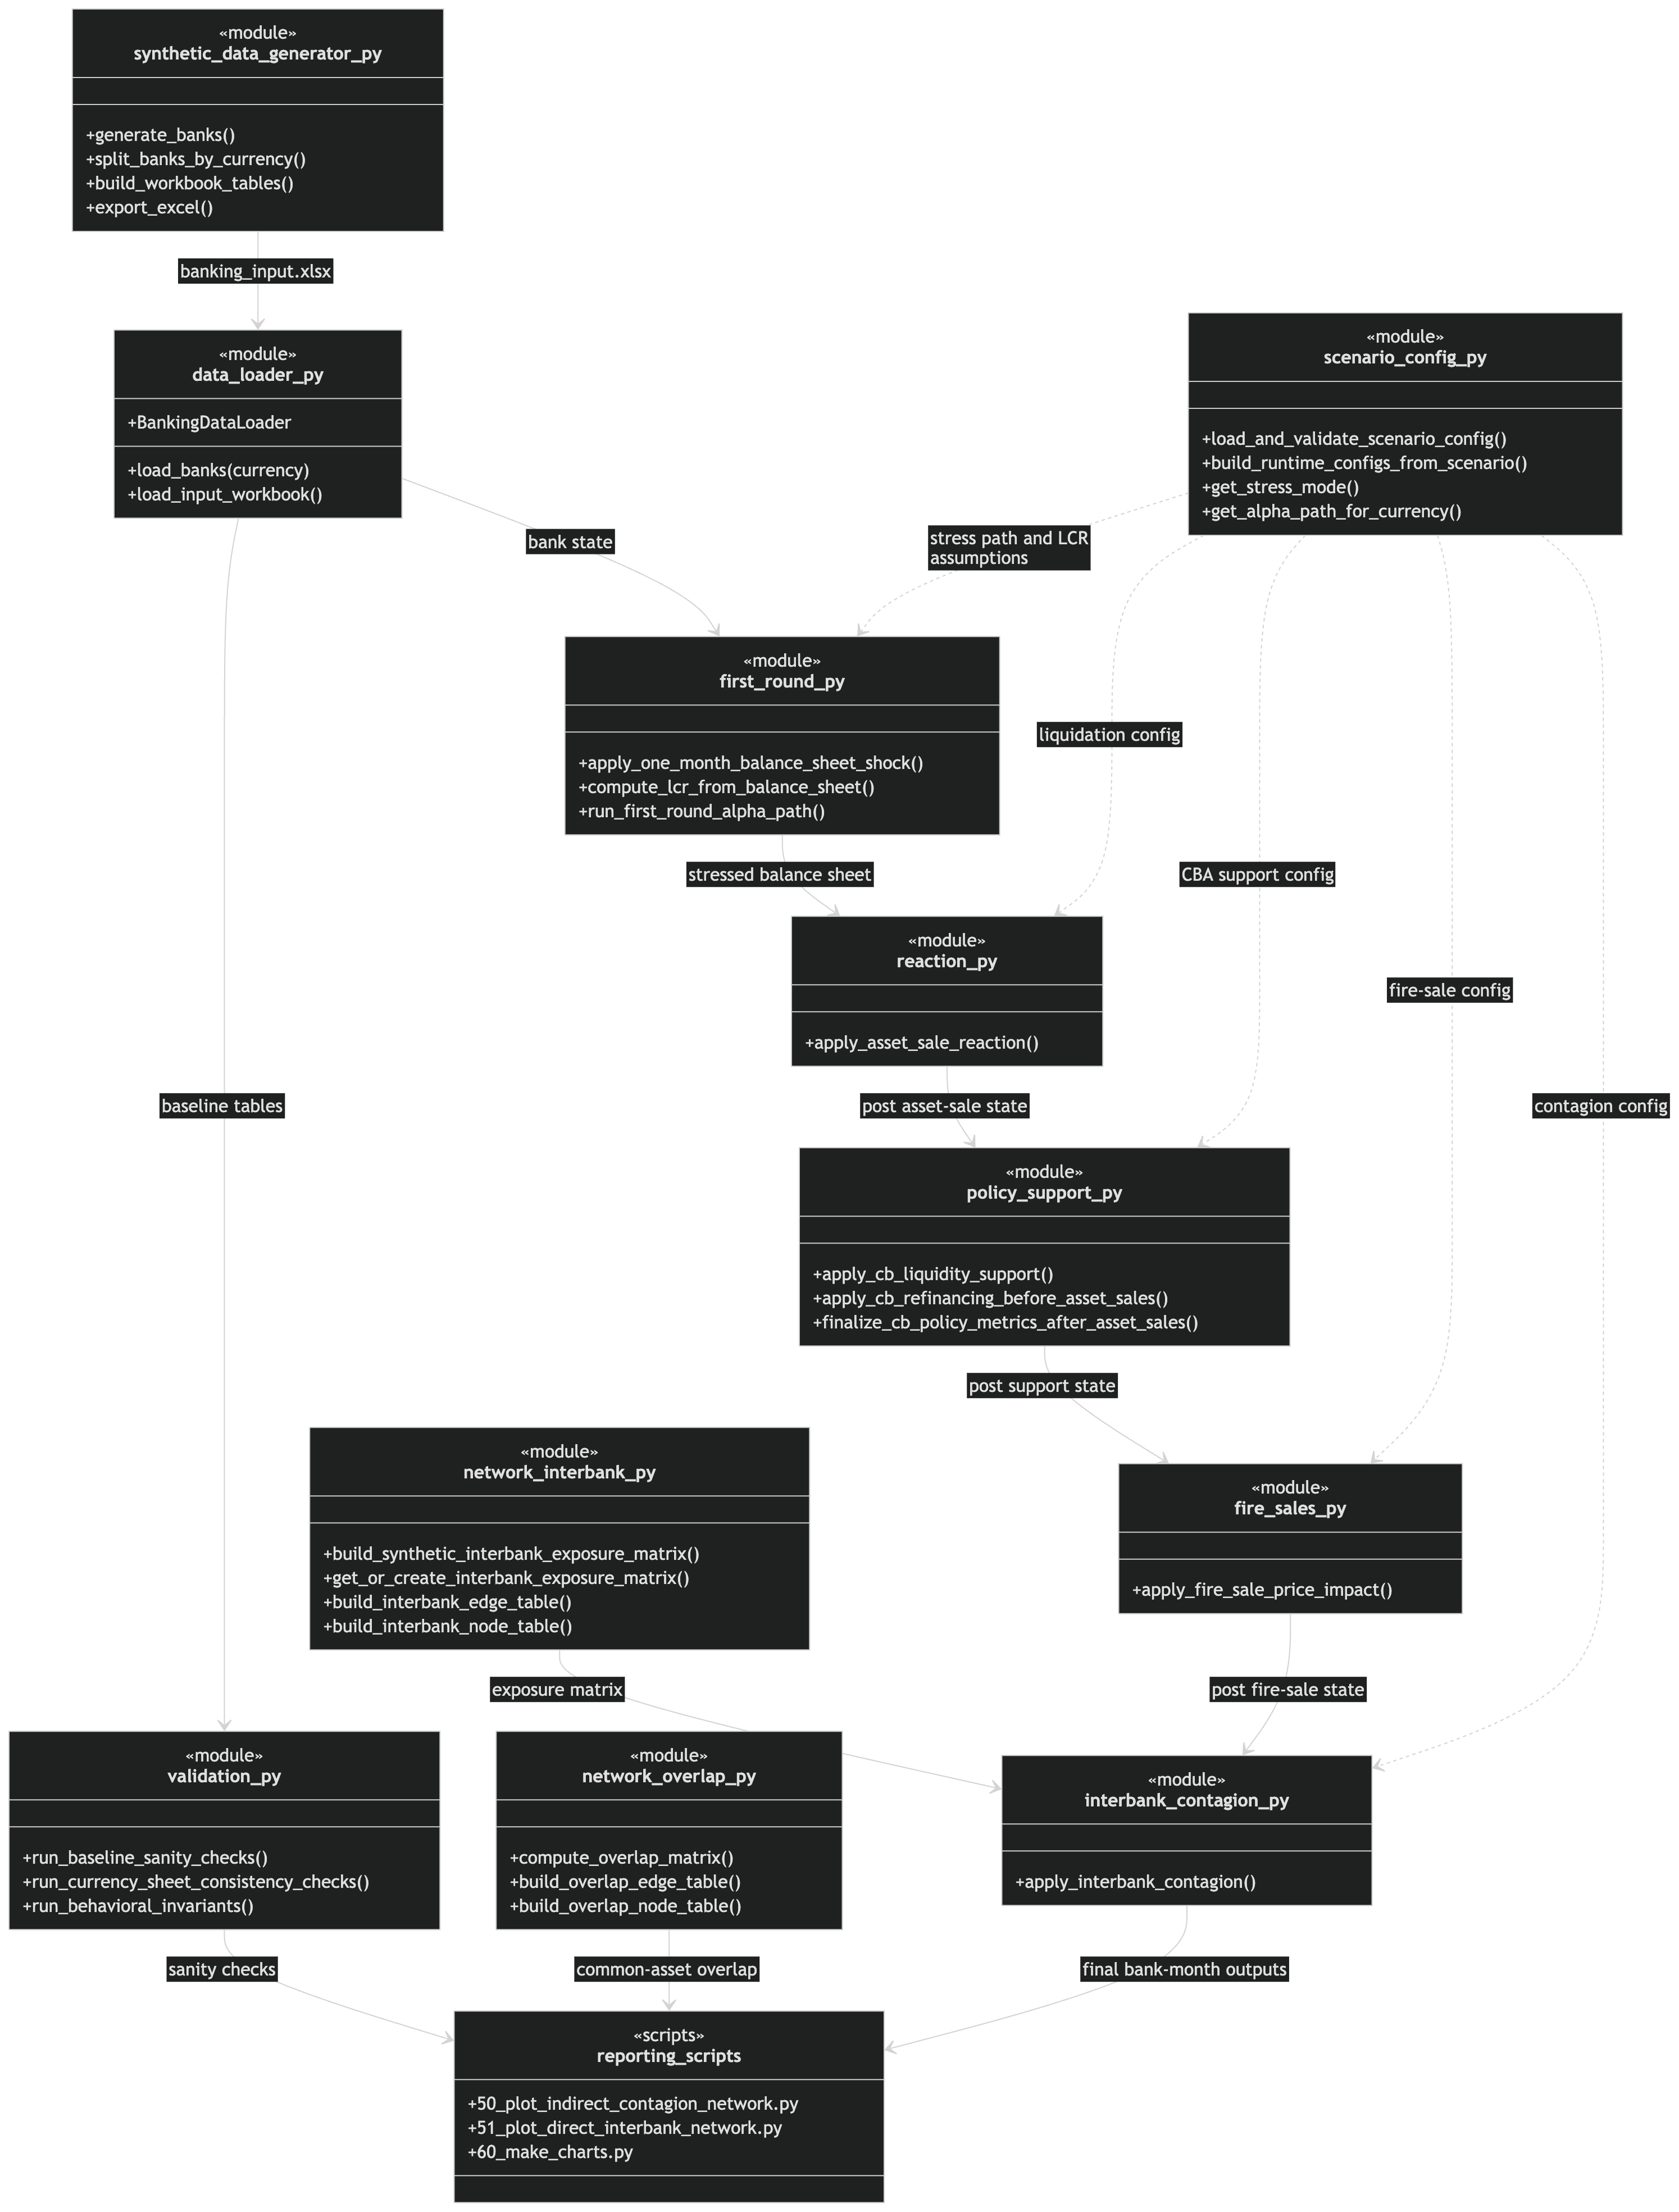 «module»
synthetic_data_generator_py
+generate_banks()
+split_banks_by_currency()
+build_workbook_tables()
+export_excel()
banking_input.xlsx
«module»
data_loader_py
+BankingDataLoader
+load_banks(currency)
+load_input_workbook()
«module»
scenario_config_py
+load_and_validate_scenario_config()
+build_runtime_configs_from_scenario()
+get_stress_mode()
+get_alpha_path_for_currency()
bank state
stress path and LCR
assumptions
«module»
first_round_py
+apply_one_month_balance_sheet_shock()
+compute_lcr_from_balance_sheet()
+run_first_round_alpha_path()
liquidation config
stressed balance sheet
CBA support config
«module»
reaction_py
+apply_asset_sale_reaction()
fire-sale config
baseline tables
post asset-sale state
contagion config
«module»
policy_support_py
+apply_cb_liquidity_support()
+apply_cb_refinancing_before_asset_sales()
+finalize_cb_policy_metrics_after_asset_sales()
post support state
«module»
network_interbank_py
+build_synthetic_interbank_exposure_matrix()
+get_or_create_interbank_exposure_matrix()
+build_interbank_edge_table()
+build_interbank_node_table()
«module»
fire_sales_py
+apply_fire_sale_price_impact()
exposure matrix
post fire-sale state
«module»
validation_py
+run_baseline_sanity_checks()
+run_currency_sheet_consistency_checks()
+run_behavioral_invariants()
«module»
network_overlap_py
+compute_overlap_matrix()
+build_overlap_edge_table()
+build_overlap_node_table()
«module»
interbank_contagion_py
+apply_interbank_contagion()
sanity checks
common-asset overlap
final bank-month outputs
«scripts»
reporting_scripts
+50_plot_indirect_contagion_network.py
+51_plot_direct_interbank_network.py
+60_make_charts.py